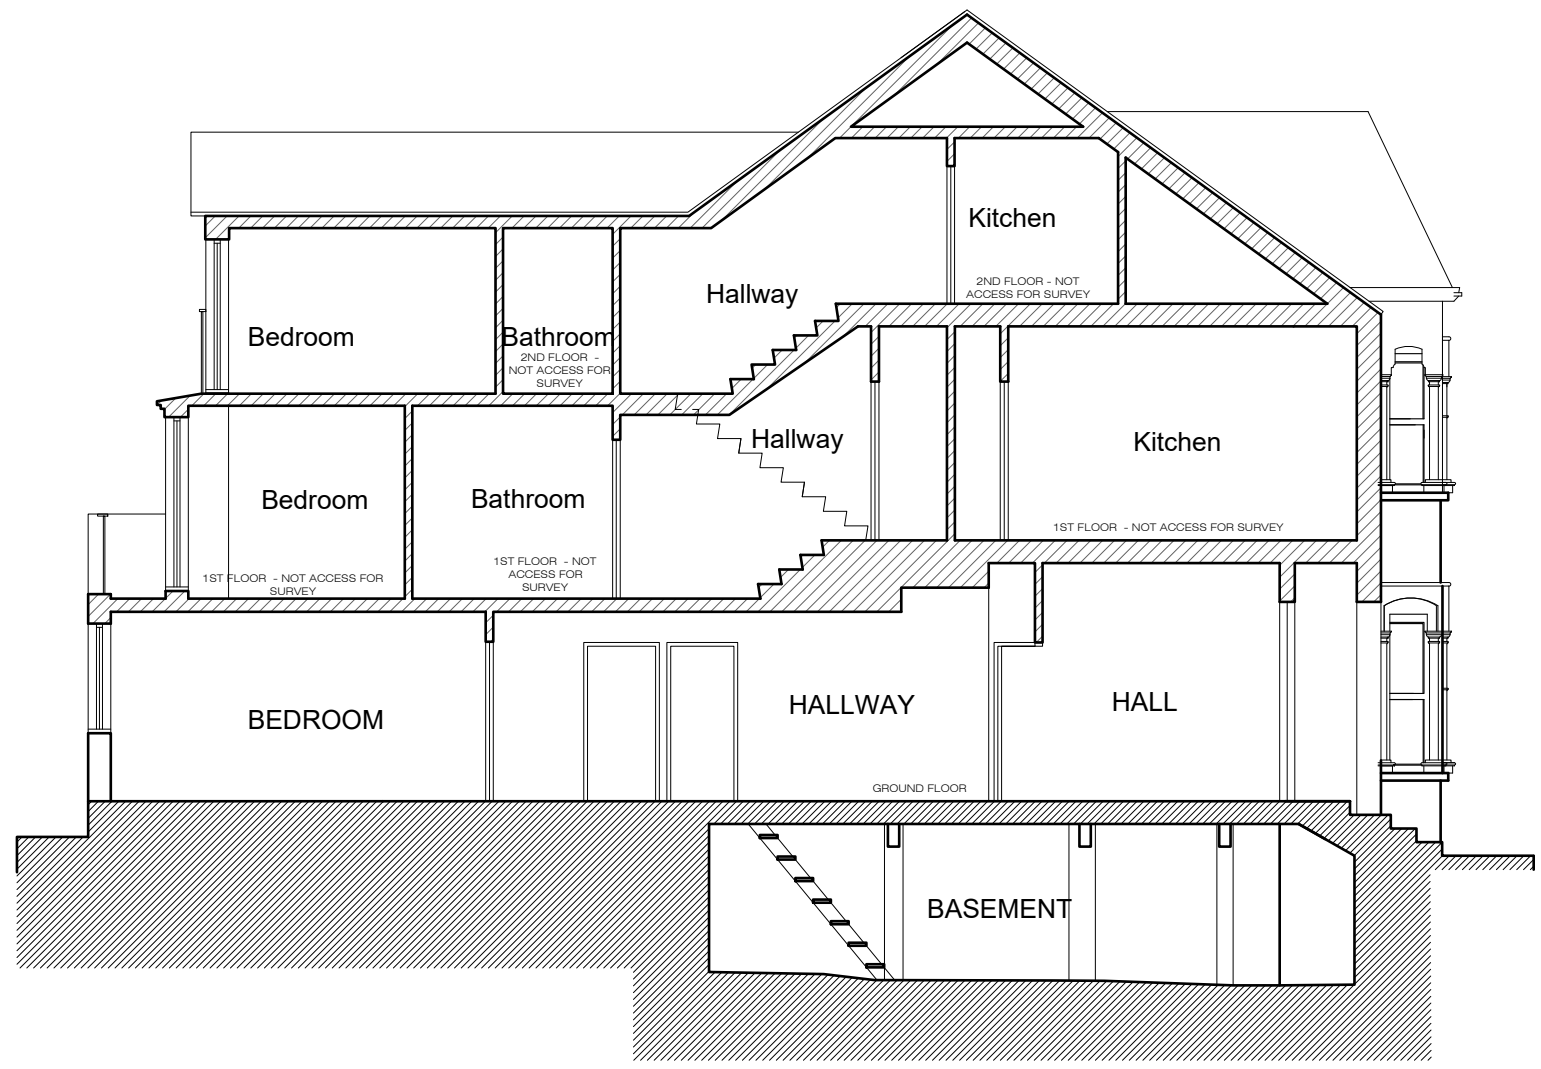 Kitchen
2ND FLOOR - NOT
ACCESS FOR SURVEY
Hallway
Bedroom
Bathroom
2ND FLOOR -
NOT ACCESS FOR
SURVEY
Hallway
Kitchen
Bedroom
Bathroom
1ST FLOOR - NOT ACCESS FOR SURVEY
1ST FLOOR - NOT
ACCESS FOR
SURVEY
1ST FLOOR - NOT ACCESS FOR
SURVEY
HALL
HALLWAY
BEDROOM
GROUND FLOOR
BASEMENT